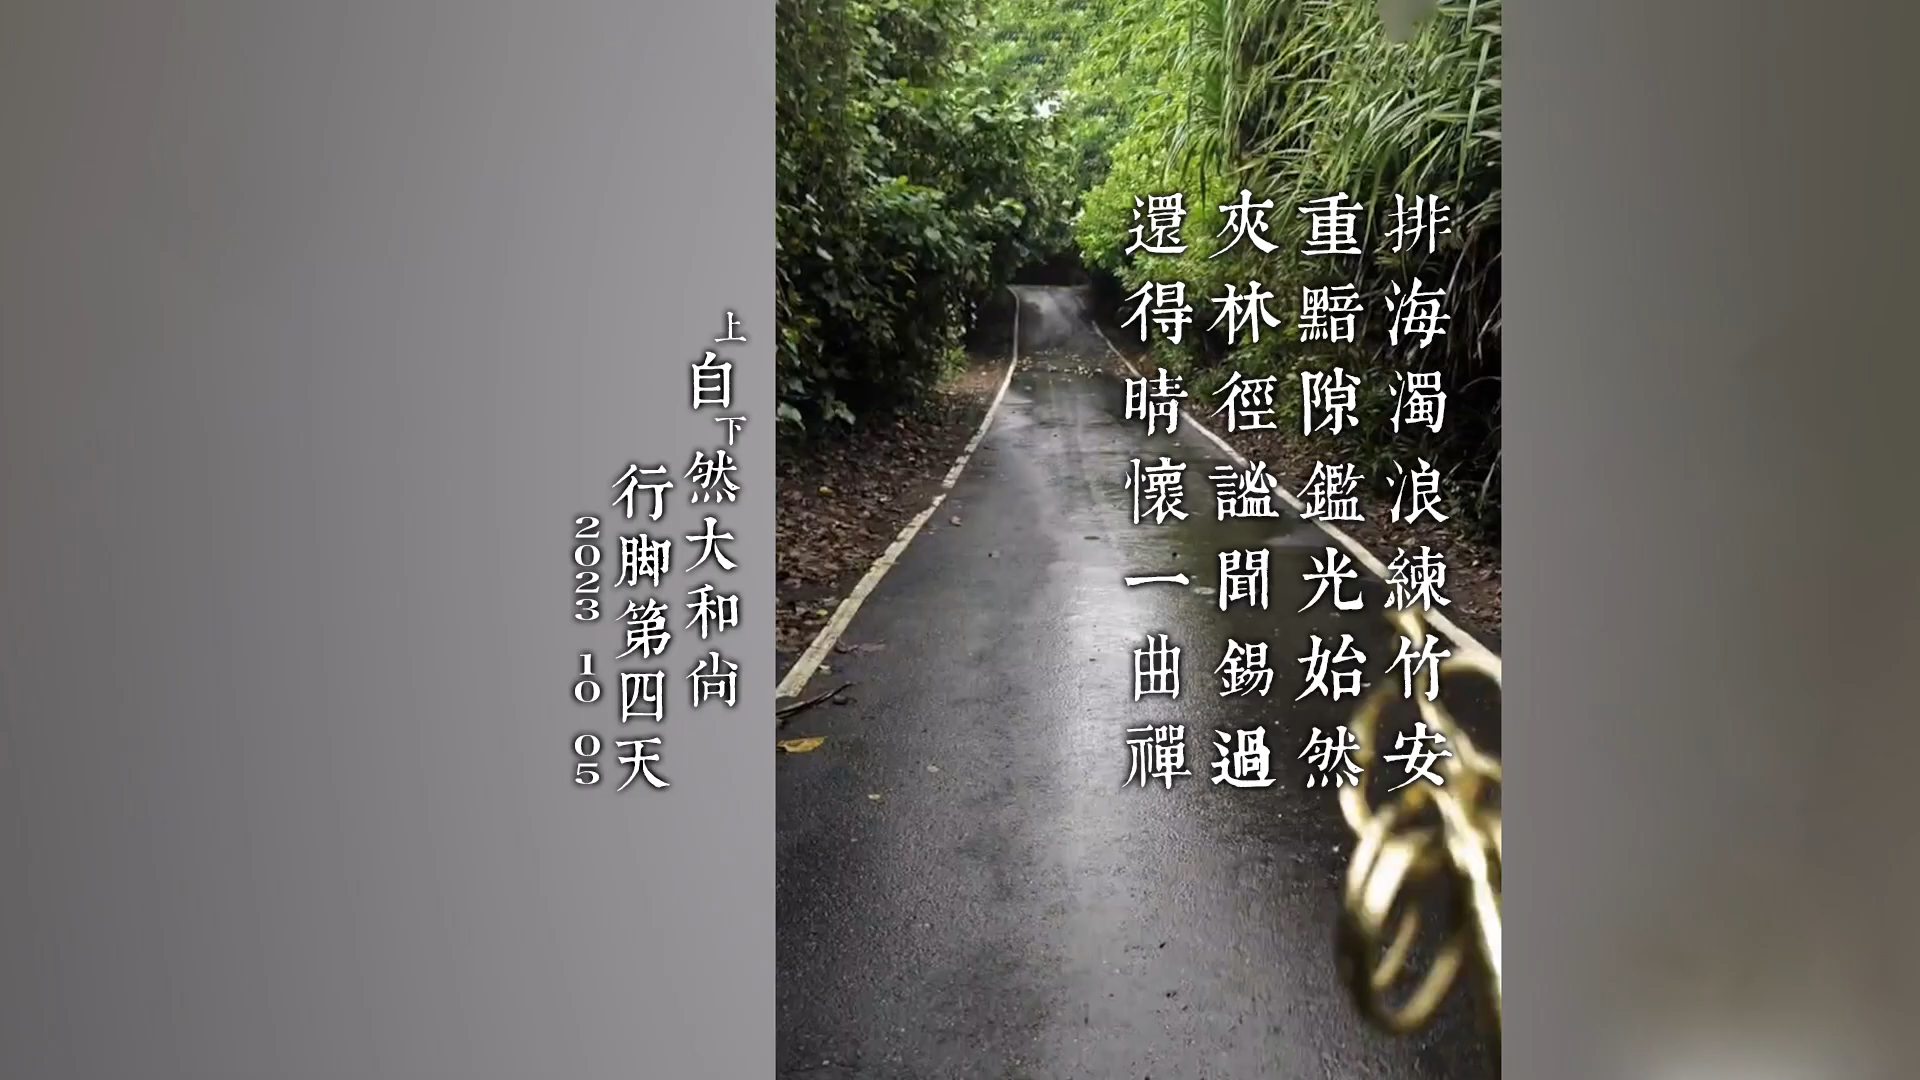 排海濁浪練竹安
重黯隙鑑光始然
夾林徑謐聞錫過
還得晴懷一曲禪
上自下然大和尚
行脚第四天
2023 10 05